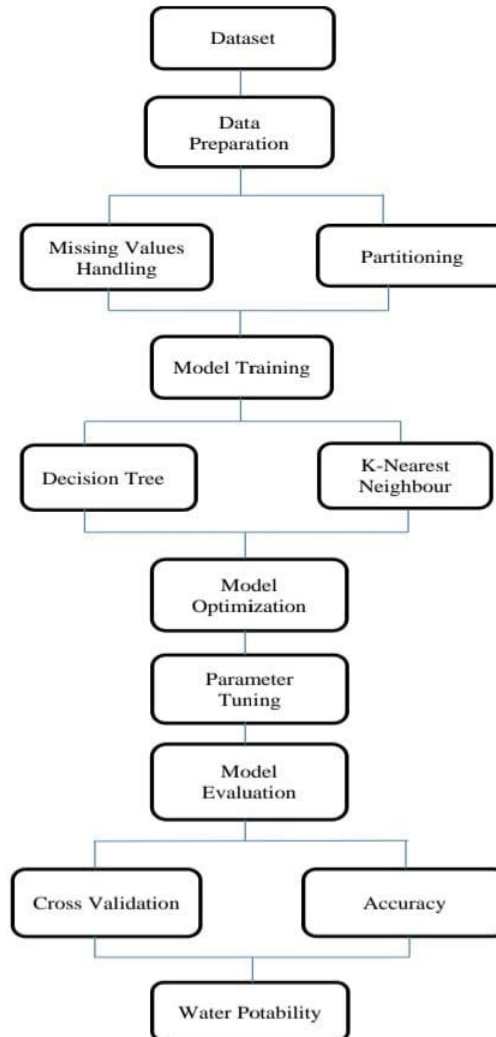 Dataset
Data
Preparation
Missing Values
Handling
Partitioning
Model Training
Decision Tree
K-Nearest
Neighbour
Model
Optimization
Parameter
Tuning
Model
Evaluation
Cross Validation
Accuracy
Water Potability